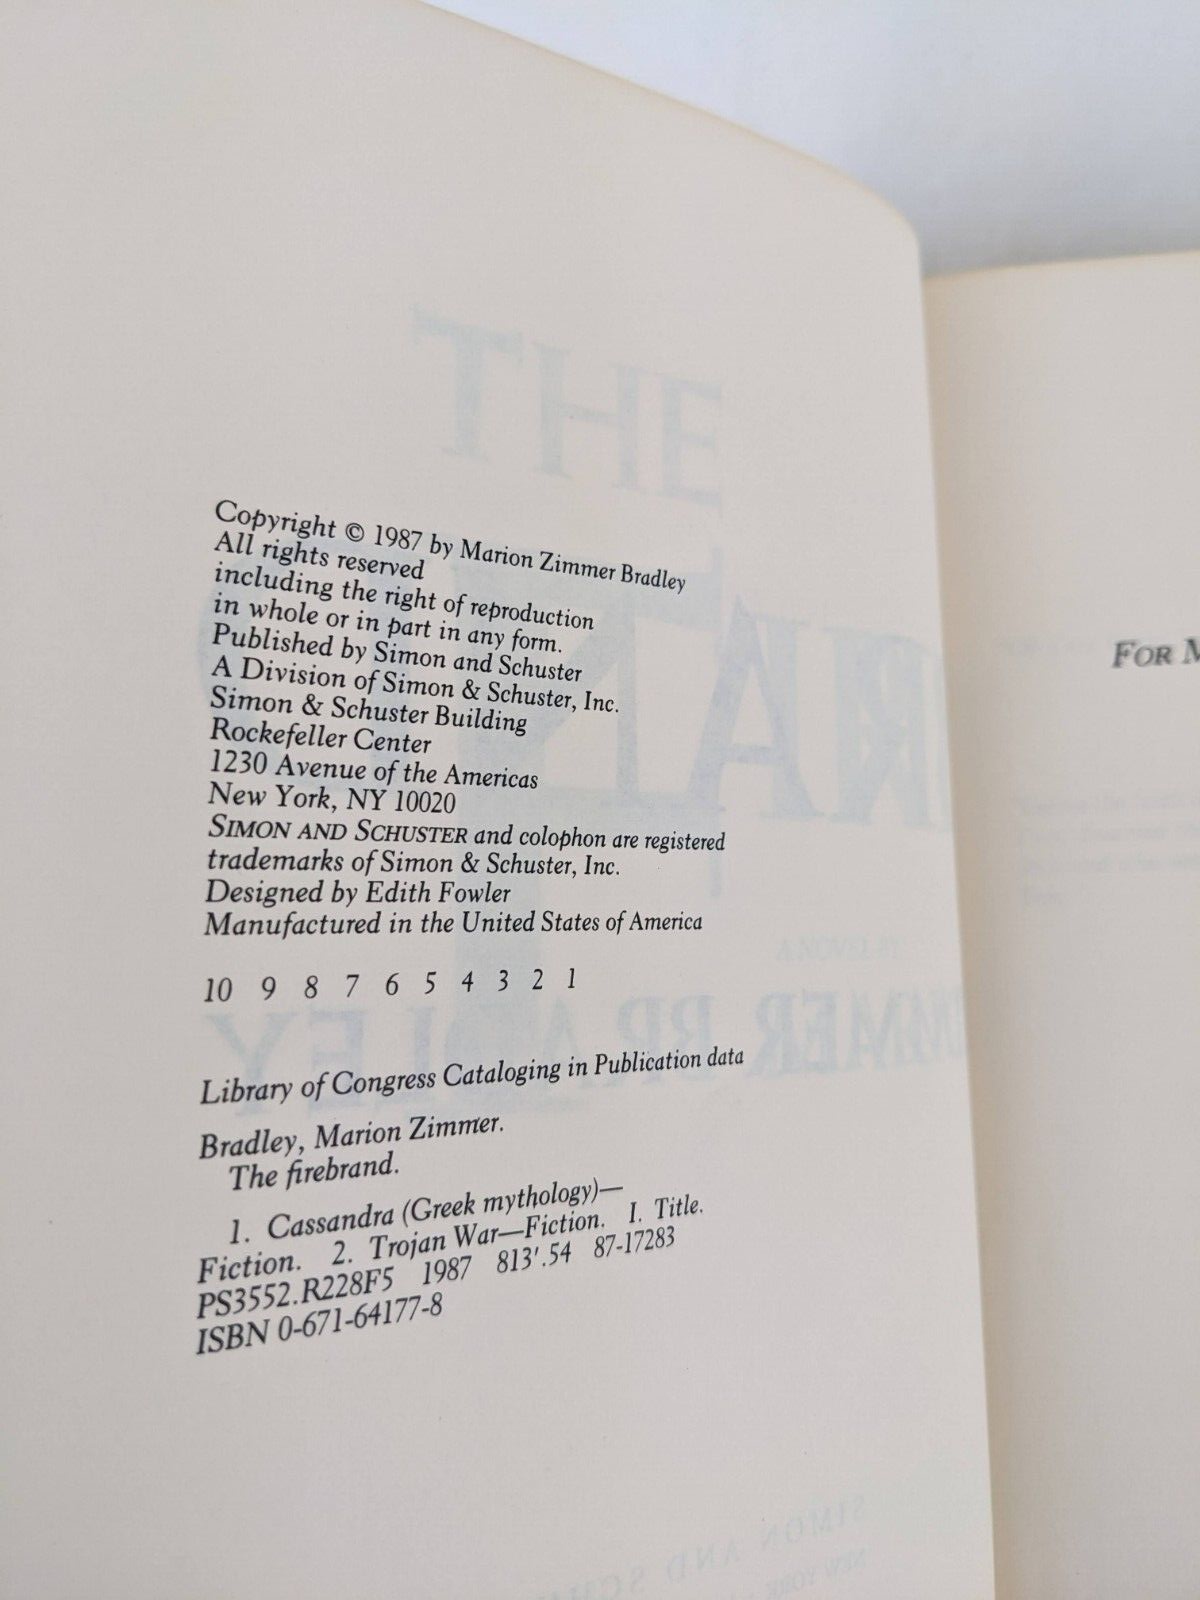 Copyright © 1987 by Marion Zimmer Bradley
All rights reserved
including the right of reproduction
in whole or in part in any form.
Published by Simon and Schuster
A Division of Simon & Schuster, Inc.
Simon & Schuster Building
Rockefeller Center
1230 Avenue of the Americas
New York, NY 10020
SIMON AND SCHUSTER and colophon are registered
trademarks of Simon & Schuster, Inc.
Designed by Edith Fowler
Manufactured in the United States of America
10 9 8 7 6 5 4 3 2 1
Library of Congress Cataloging in Publication data
Bradley, Marion Zimmer.
The firebrand.
1. Cassandra (Greek mythology)—
Fiction. 2. Trojan War—Fiction. I. Title.
PS3552.R228F5 1987 813'.54 87-17283
ISBN 0-671-64177-8
FOR M
THE
A NOVEL BY